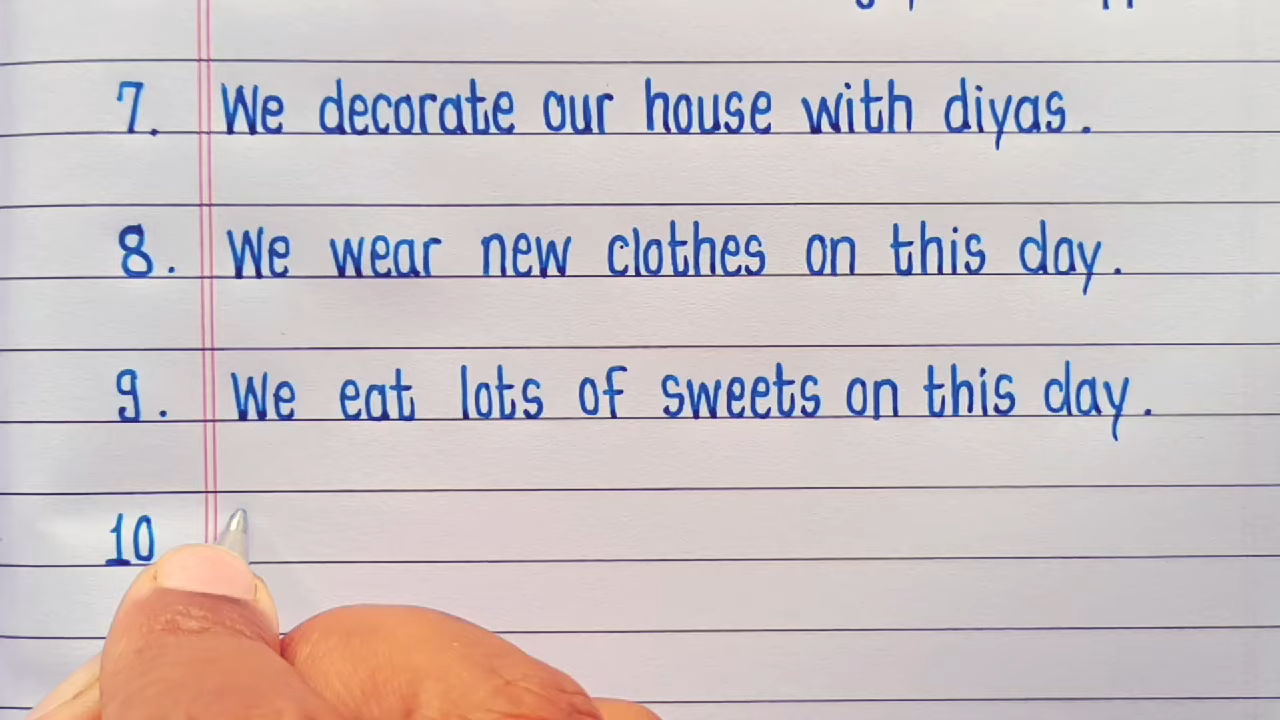 7. We decorate our house with diyas.
8. We wear new clothes on this day.
9. We eat lots of sweets on this day.
10